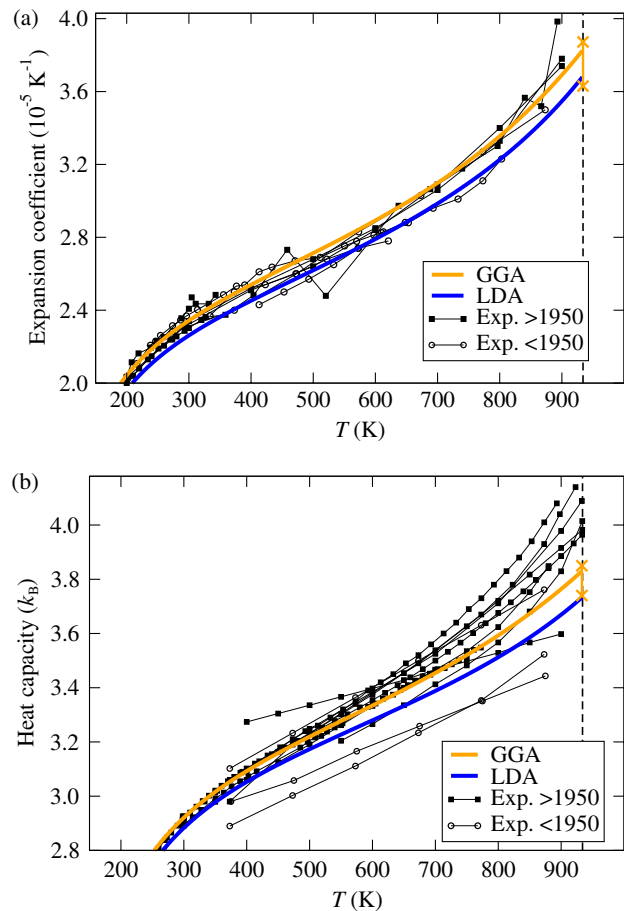 (a)
4.0
3.6
3.2
2.8
2.4
2.0
Expansion coefficient (10⁻⁵ K⁻¹)
GGA
LDA
Exp. >1950
Exp. <1950
200 300 400 500 600 700 800 900
T (K)
(b)
4.0
3.8
3.6
3.4
3.2
3.0
2.8
Heat capacity (k_B)
GGA
LDA
Exp. >1950
Exp. <1950
200 300 400 500 600 700 800 900
T (K)